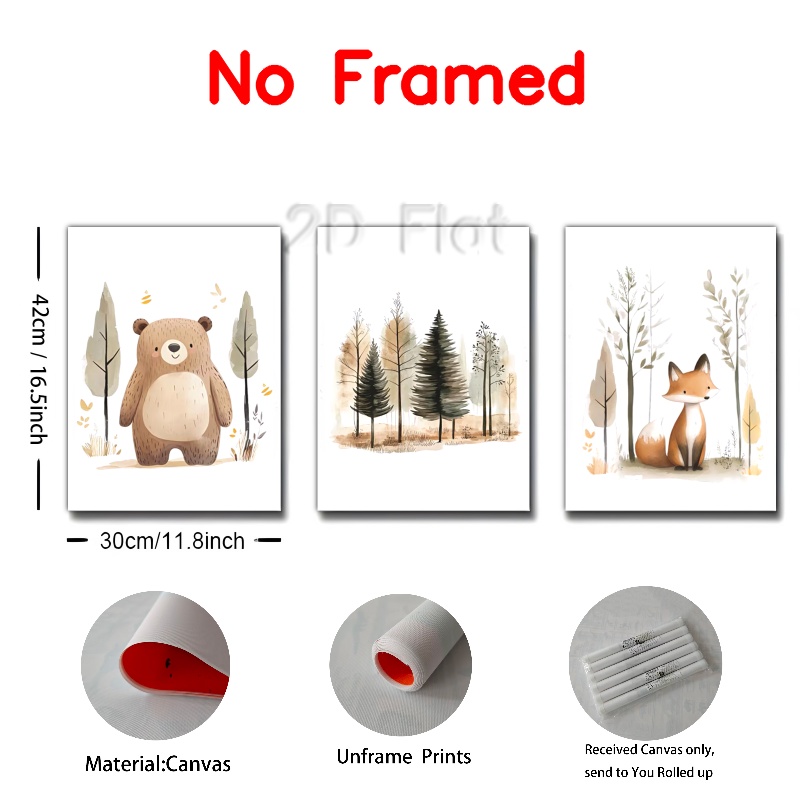 No Framed
2D Flat
42cm / 16.5inch
30cm/11.8inch
Material:Canvas
Unframe Prints
Received Canvas only,
send to You Rolled up